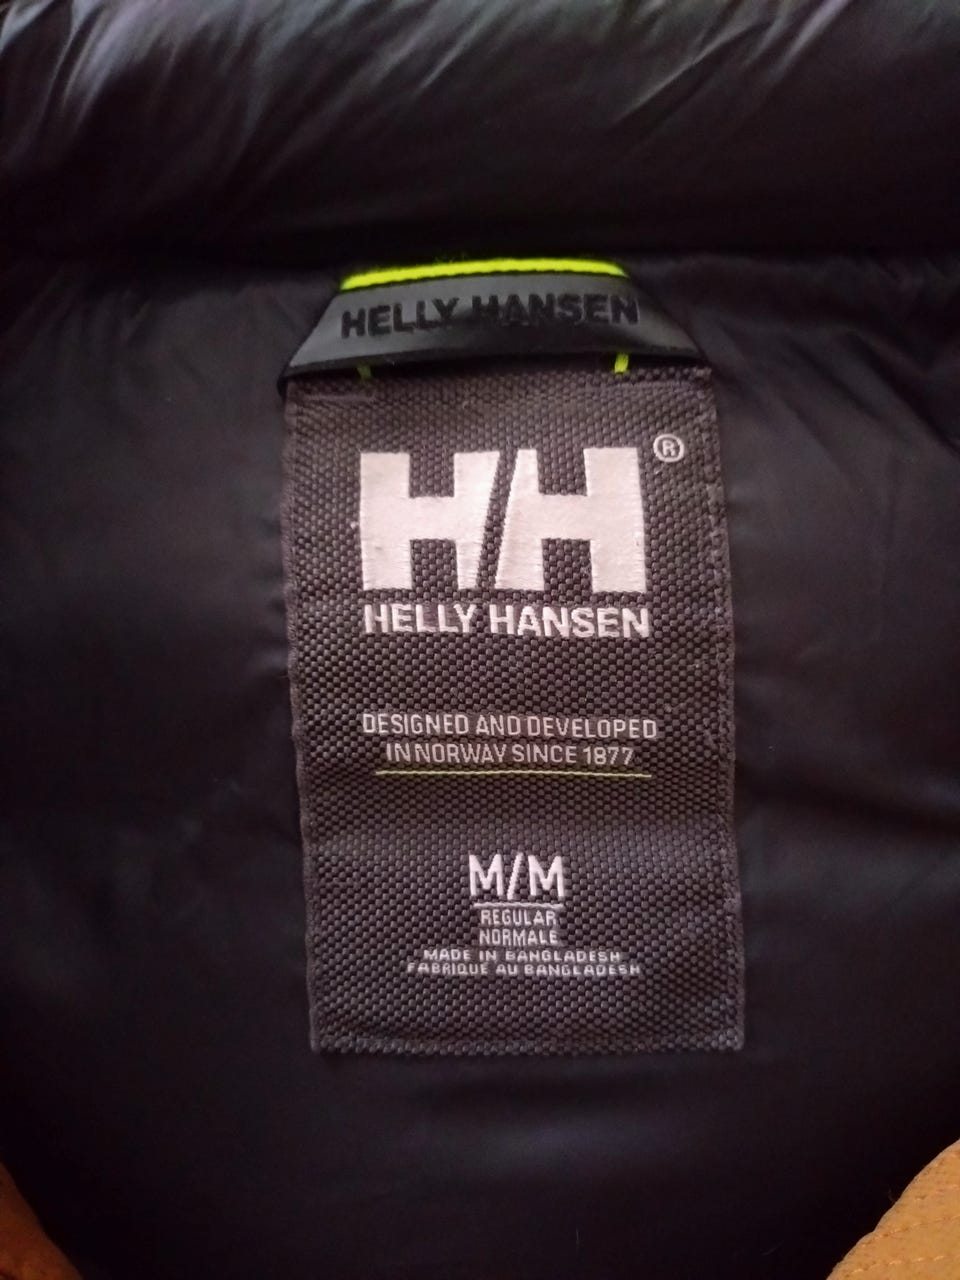 HELLY HANSEN
HH®
HELLY HANSEN
DESIGNED AND DEVELOPED
IN NORWAY SINCE 1877
M/M
REGULAR
NORMALE
MADE IN BANGLADESH
FABRIQUE AU BANGLADESH